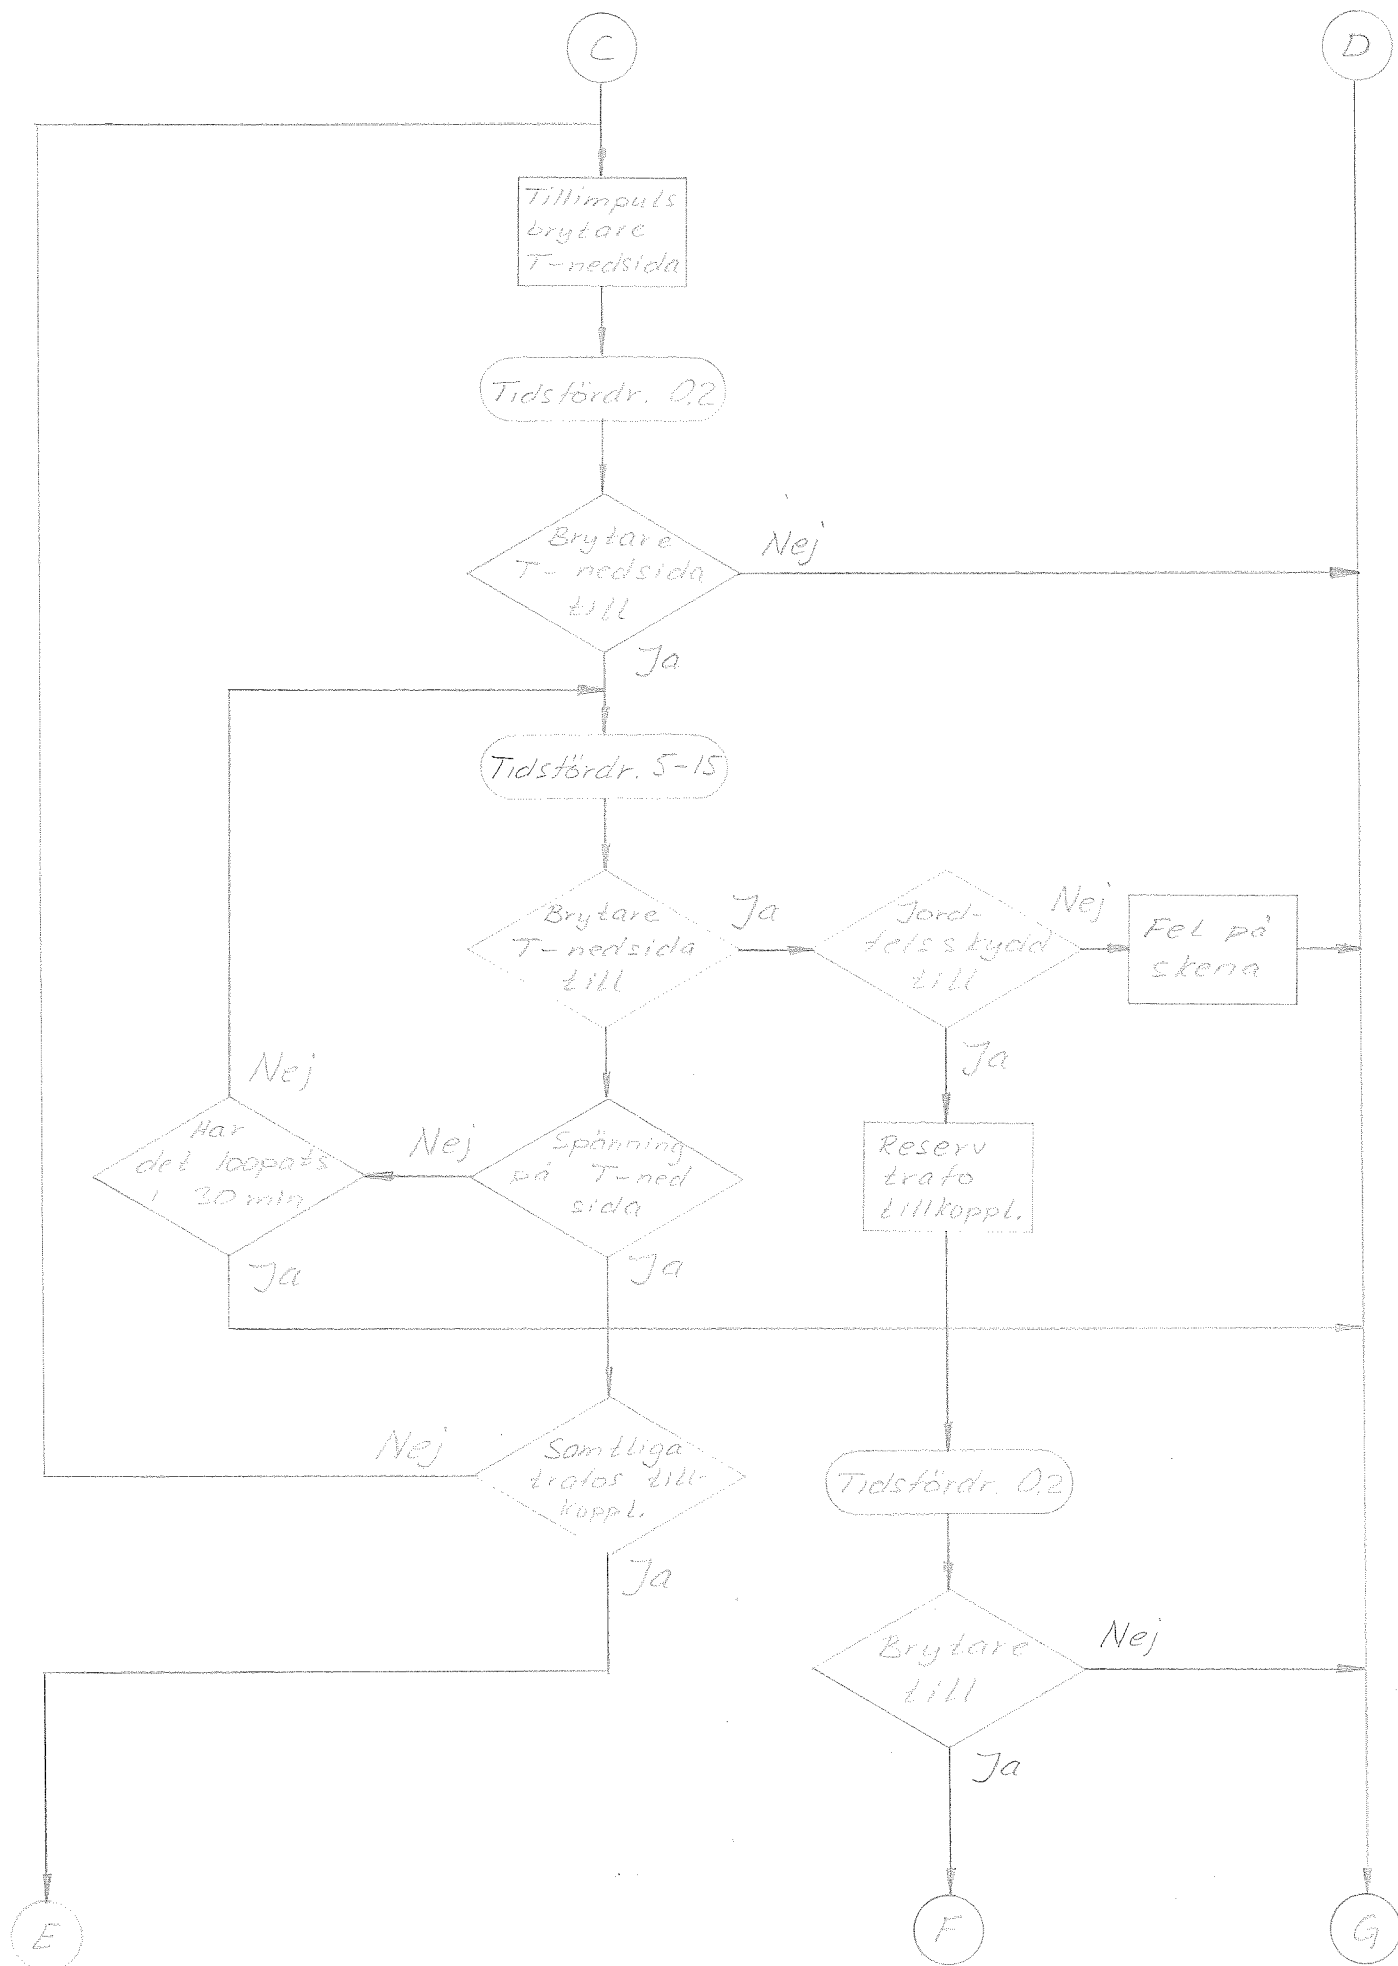 C
D
Tillimpuls
brytare
T-nedsida
Tidsfördr. 0.2
Brytare
T-nedsida
till
Nej
Ja
Tidsfördr. 5-15
Brytare
T-nedsida
till
Ja
Jord-
felsskydd
till
Nej
Fel på
skena
Ja
Nej
Har
det loopats
i 30 min
Nej
Spänning
på T-ned
sida
Reserv
trafo
tillkoppl.
Ja
Ja
Nej
Samtliga
trafos till-
koppl.
Tidsfördr. 0.2
Ja
Brytare
till
Nej
Ja
E
F
G